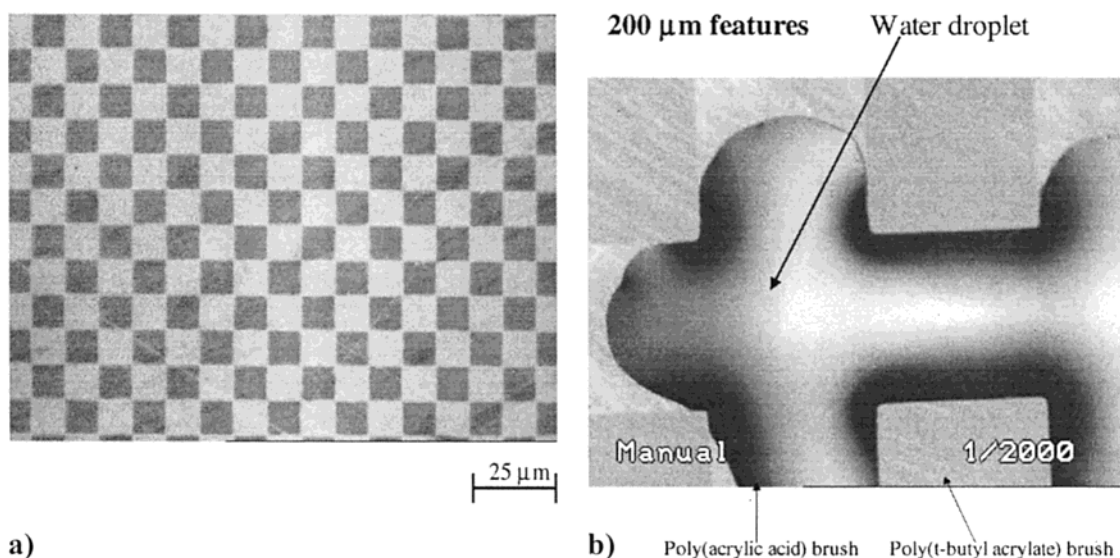 200 μm features
Water droplet
Manual
1/2000
25 μm
a)
b)
Poly(acrylic acid) brush
Poly(t-butyl acrylate) brush